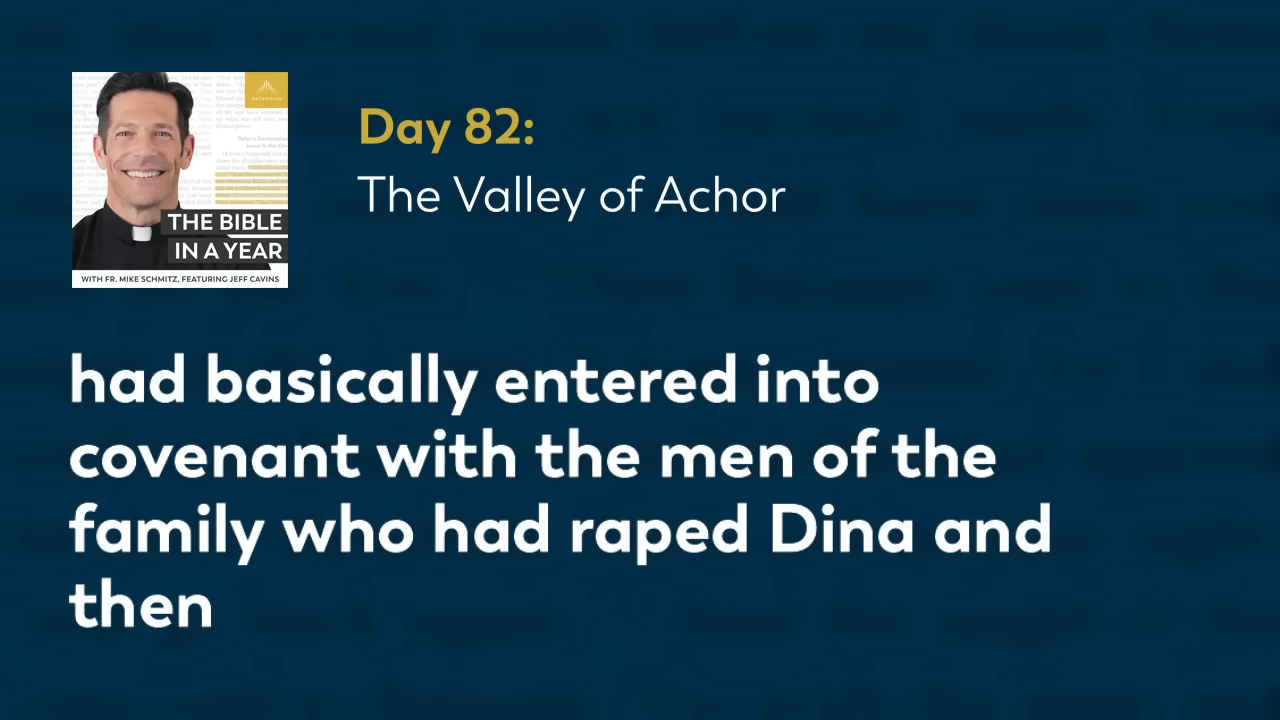 Day 82:
The Valley of Achor
THE BIBLE
IN A YEAR
WITH FR. MIKE SCHMITZ, FEATURING JEFF CAVINS
had basically entered into
covenant with the men of the
family who had raped Dina and
then